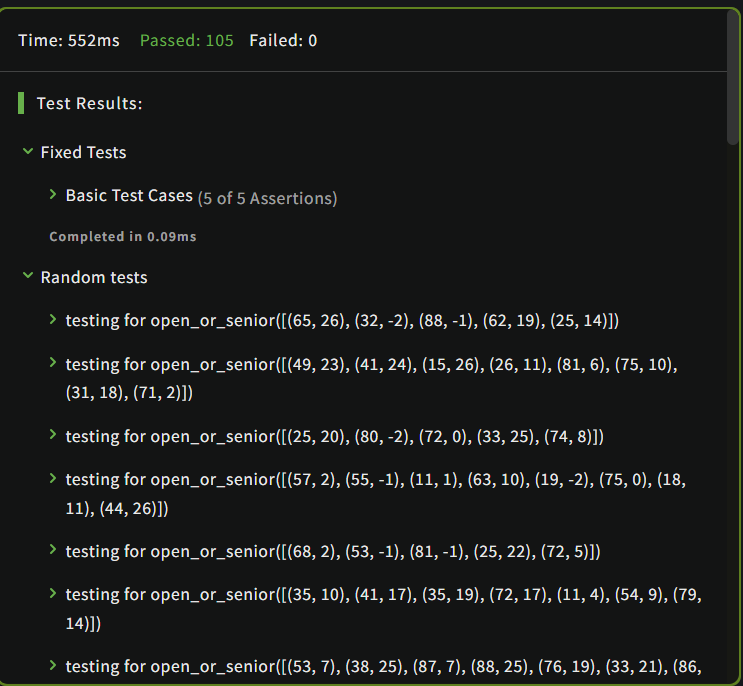 Time: 552ms Passed: 105 Failed: 0
Test Results:
Fixed Tests
Basic Test Cases (5 of 5 Assertions)
Completed in 0.09ms
Random tests
testing for open_or_senior([(65, 26), (32, -2), (88, -1), (62, 19), (25, 14)])
testing for open_or_senior([(49, 23), (41, 24), (15, 26), (26, 11), (81, 6), (75, 10),
(31, 18), (71, 2)])
testing for open_or_senior([(25, 20), (80, -2), (72, 0), (33, 25), (74, 8)])
testing for open_or_senior([(57, 2), (55, -1), (11, 1), (63, 10), (19, -2), (75, 0), (18,
11), (44, 26)])
testing for open_or_senior([(68, 2), (53, -1), (81, -1), (25, 22), (72, 5)])
testing for open_or_senior([(35, 10), (41, 17), (35, 19), (72, 17), (11, 4), (54, 9), (79,
14)])
testing for open_or_senior([(53, 7), (38, 25), (87, 7), (88, 25), (76, 19), (33, 21), (86,